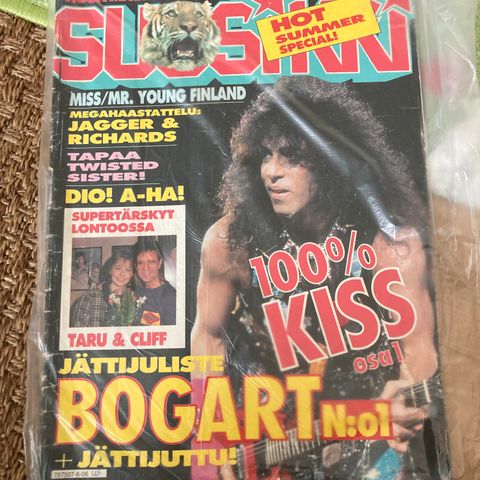 SUOSIKKI
HOT
SUMMER
SPECIAL!
MISS/MR. YOUNG FINLAND
MEGAHAASTATTELU:
JAGGER &
RICHARDS
TAPAA
TWISTED
SISTER!
DIO! A-HA!
SUPERTÄRSKYT
LONTOOSSA
TARU & CLIFF
100%
KISS
osa 1
JÄTTIJULISTE
BOGART N:o1
+ JÄTTIJUTTU!